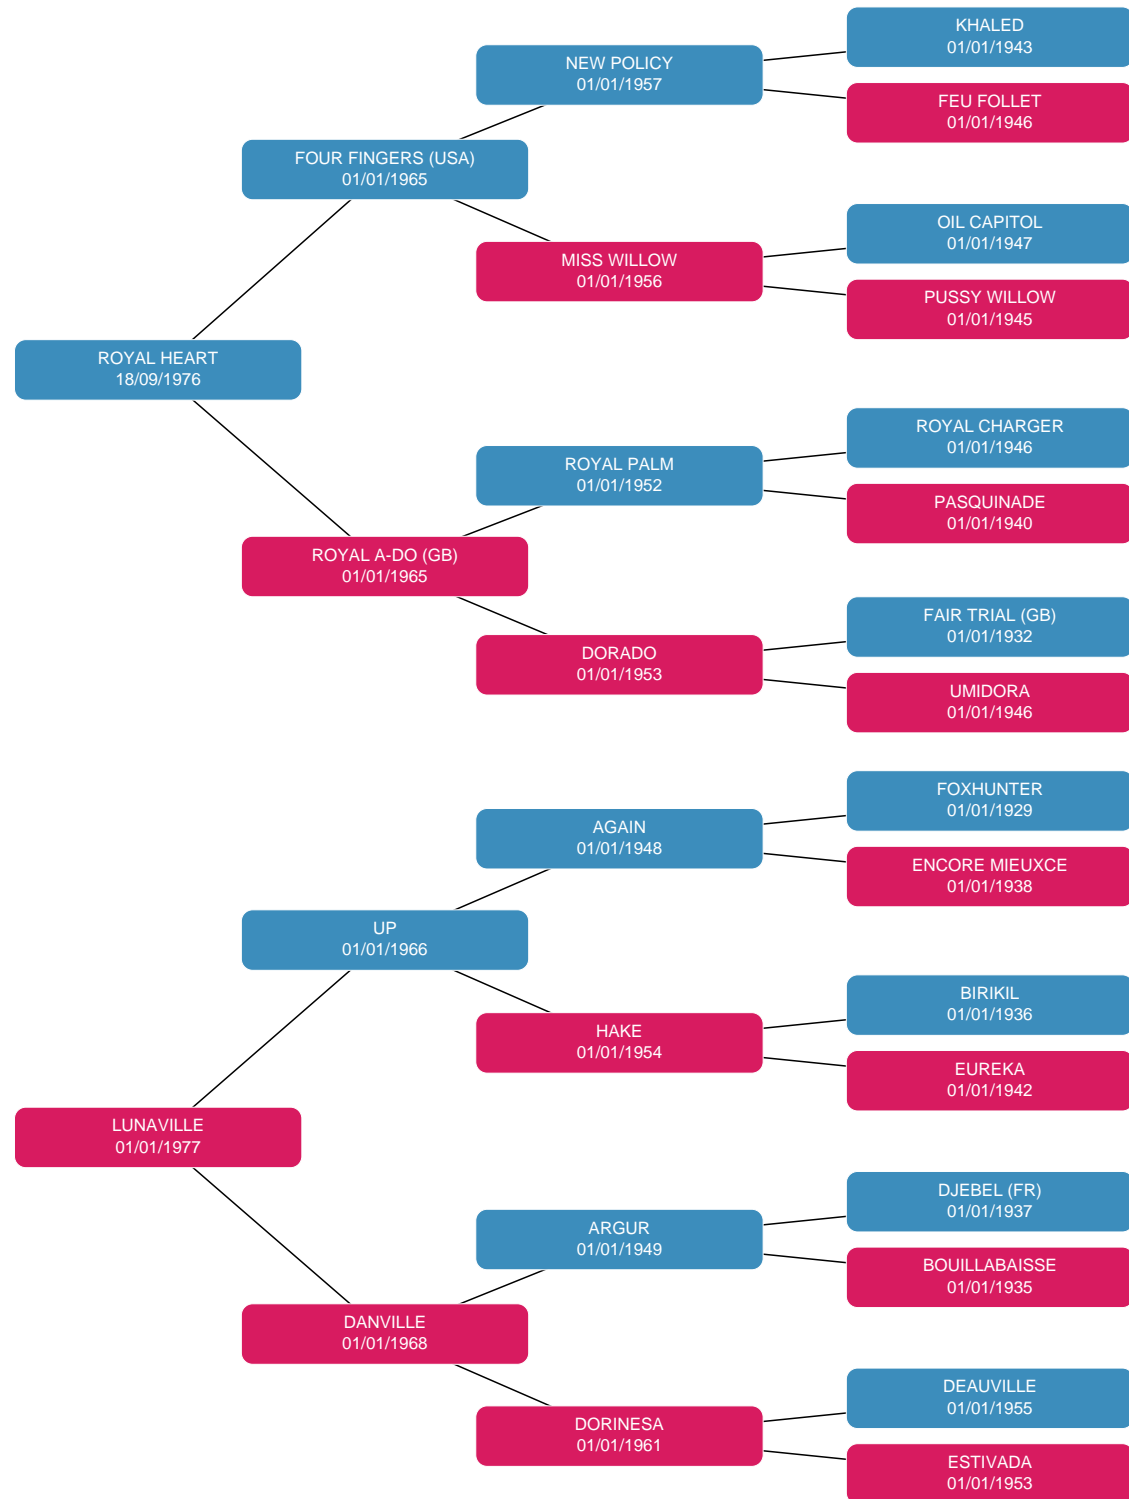 KHALED
01/01/1943
NEW POLICY
01/01/1957
FEU FOLLET
01/01/1946
FOUR FINGERS (USA)
01/01/1965
OIL CAPITOL
01/01/1947
MISS WILLOW
01/01/1956
PUSSY WILLOW
01/01/1945
ROYAL HEART
18/09/1976
ROYAL CHARGER
01/01/1946
ROYAL PALM
01/01/1952
PASQUINADE
01/01/1940
ROYAL A-DO (GB)
01/01/1965
FAIR TRIAL (GB)
01/01/1932
DORADO
01/01/1953
UMIDORA
01/01/1946
FOXHUNTER
01/01/1929
AGAIN
01/01/1948
ENCORE MIEUXCE
01/01/1938
UP
01/01/1966
BIRIKIL
01/01/1936
HAKE
01/01/1954
EUREKA
01/01/1942
LUNAVILLE
01/01/1977
DJEBEL (FR)
01/01/1937
ARGUR
01/01/1949
BOUILLABAISSE
01/01/1935
DANVILLE
01/01/1968
DEAUVILLE
01/01/1955
DORINESA
01/01/1961
ESTIVADA
01/01/1953